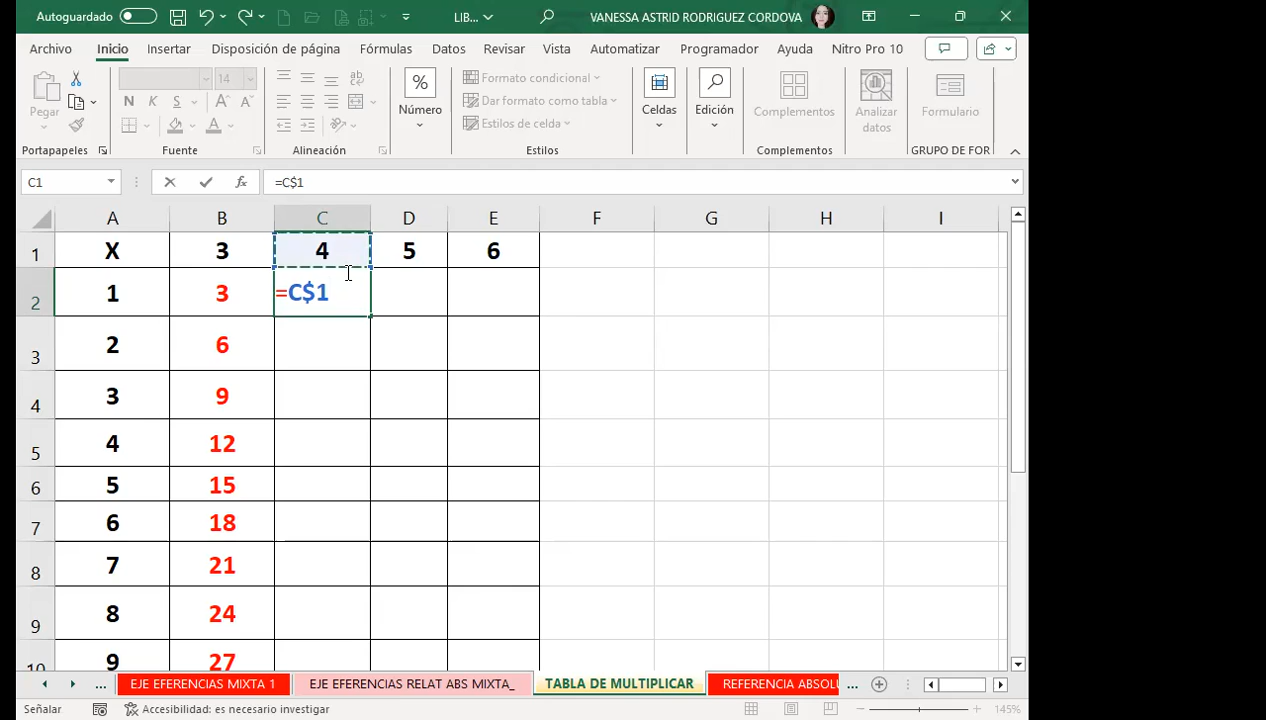 Autoguardado
LIB...
VANESSA ASTRID RODRIGUEZ CORDOVA
Archivo Inicio Insertar Disposición de página Fórmulas Datos Revisar Vista Automatizar Programador Ayuda Nitro Pro 10
Pegar
14
N K S A A
A
ab
%
Número
Formato condicional
Dar formato como tabla
Estilos de celda
Celdas
Edición
Complementos
Analizar
datos
Formulario
Portapapeles Fuente Alineación Estilos Complementos GRUPO DE FOR
C1 fx =C$1
A B C D E F G H I
1 X 3 4 5 6
2 1 3 =C$1
3 2 6
4 3 9
5 4 12
6 5 15
7 6 18
8 7 21
9 8 24
10 9 27
... EJE EFERENCIAS MIXTA 1 EJE EFERENCIAS RELAT ABS MIXTA_ TABLA DE MULTIPLICAR REFERENCIA ABSOLU ...
Señalar Accesibilidad: es necesario investigar 145%